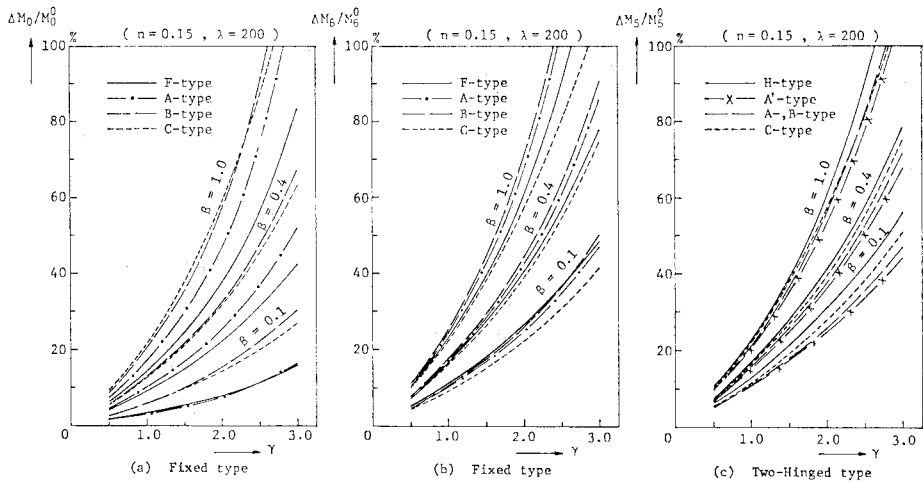 ΔM₀/M₀⁰
%
( n=0.15 , λ=200 )
100
F-type
A-type
B-type
C-type
80
60
40
20
0
β = 1.0
β = 0.4
β = 0.1
1.0
2.0
3.0
γ
(a) Fixed type
ΔM₆/M₆⁰
%
( n=0.15 , λ=200 )
100
F-type
A-type
B-type
C-type
80
60
40
20
0
β = 1.0
β = 0.4
β = 0.1
1.0
2.0
3.0
γ
(b) Fixed type
ΔM₅/M₅⁰
%
( n=0.15 , λ=200 )
100
H-type
A'-type
A-,B-type
C-type
80
60
40
20
0
β = 1.0
β = 0.4
β = 0.1
1.0
2.0
3.0
γ
(c) Two-Hinged type